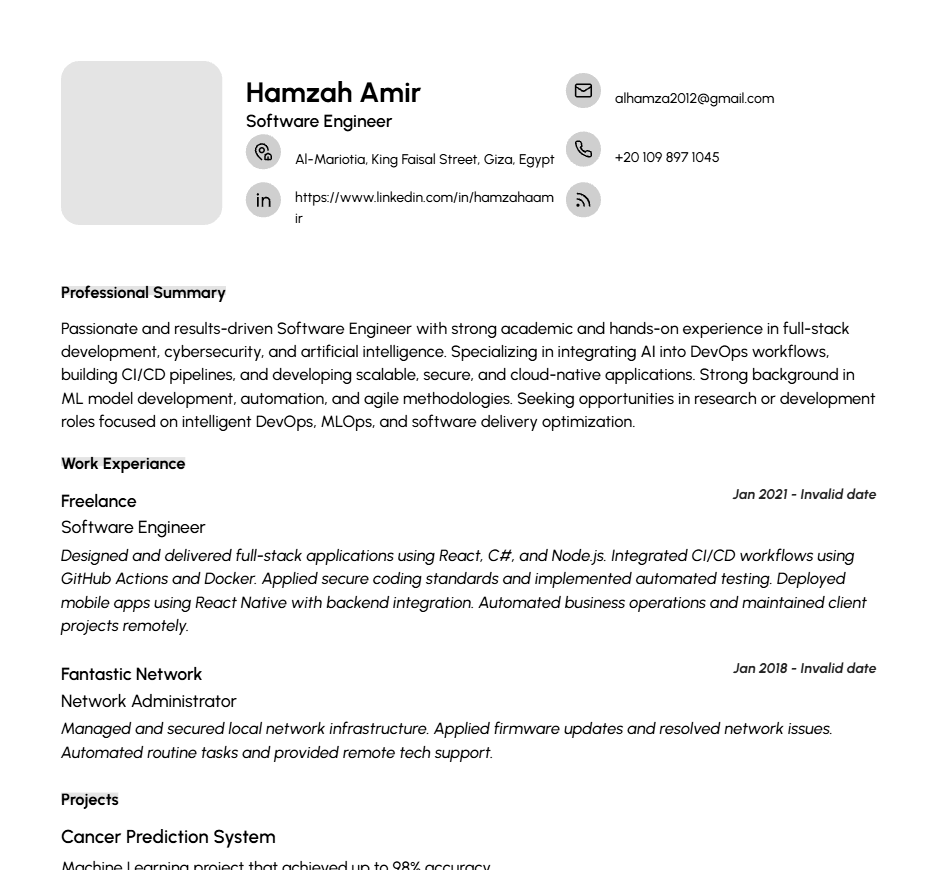 Hamzah Amir
Software Engineer
Al-Mariotia, King Faisal Street, Giza, Egypt
https://www.linkedin.com/in/hamzahaam
ir
alhamza2012@gmail.com
+20 109 897 1045
Professional Summary
Passionate and results-driven Software Engineer with strong academic and hands-on experience in full-stack
development, cybersecurity, and artificial intelligence. Specializing in integrating AI into DevOps workflows,
building CI/CD pipelines, and developing scalable, secure, and cloud-native applications. Strong background in
ML model development, automation, and agile methodologies. Seeking opportunities in research or development
roles focused on intelligent DevOps, MLOps, and software delivery optimization.
Work Experiance
Freelance
Jan 2021 - Invalid date
Software Engineer
Designed and delivered full-stack applications using React, C#, and Node.js. Integrated CI/CD workflows using
GitHub Actions and Docker. Applied secure coding standards and implemented automated testing. Deployed
mobile apps using React Native with backend integration. Automated business operations and maintained client
projects remotely.
Fantastic Network
Jan 2018 - Invalid date
Network Administrator
Managed and secured local network infrastructure. Applied firmware updates and resolved network issues.
Automated routine tasks and provided remote tech support.
Projects
Cancer Prediction System
Machine Learning project that achieved up to 98% accuracy